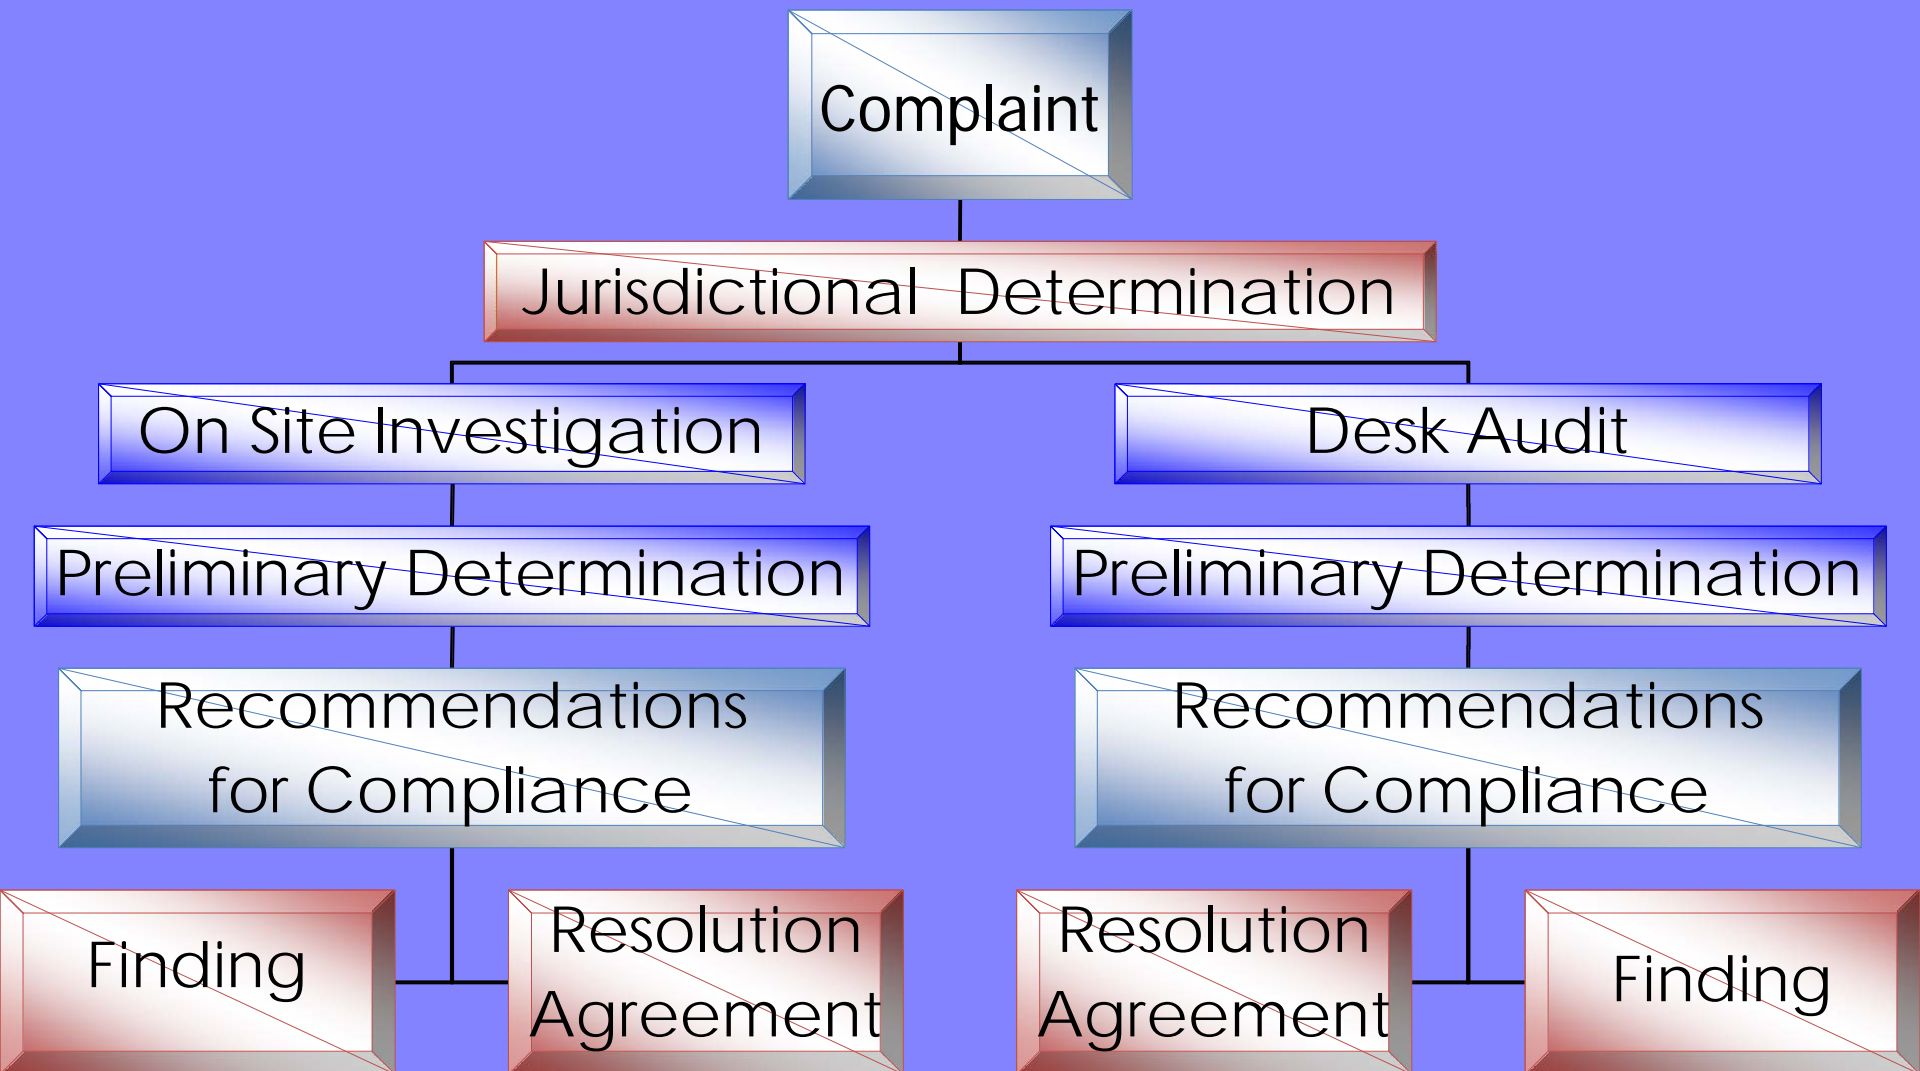 Complaint
Jurisdictional Determination
On Site Investigation
Desk Audit
Preliminary Determination
Preliminary Determination
Recommendations
for Compliance
Recommendations
for Compliance
Finding
Resolution
Agreement
Resolution
Agreement
Finding